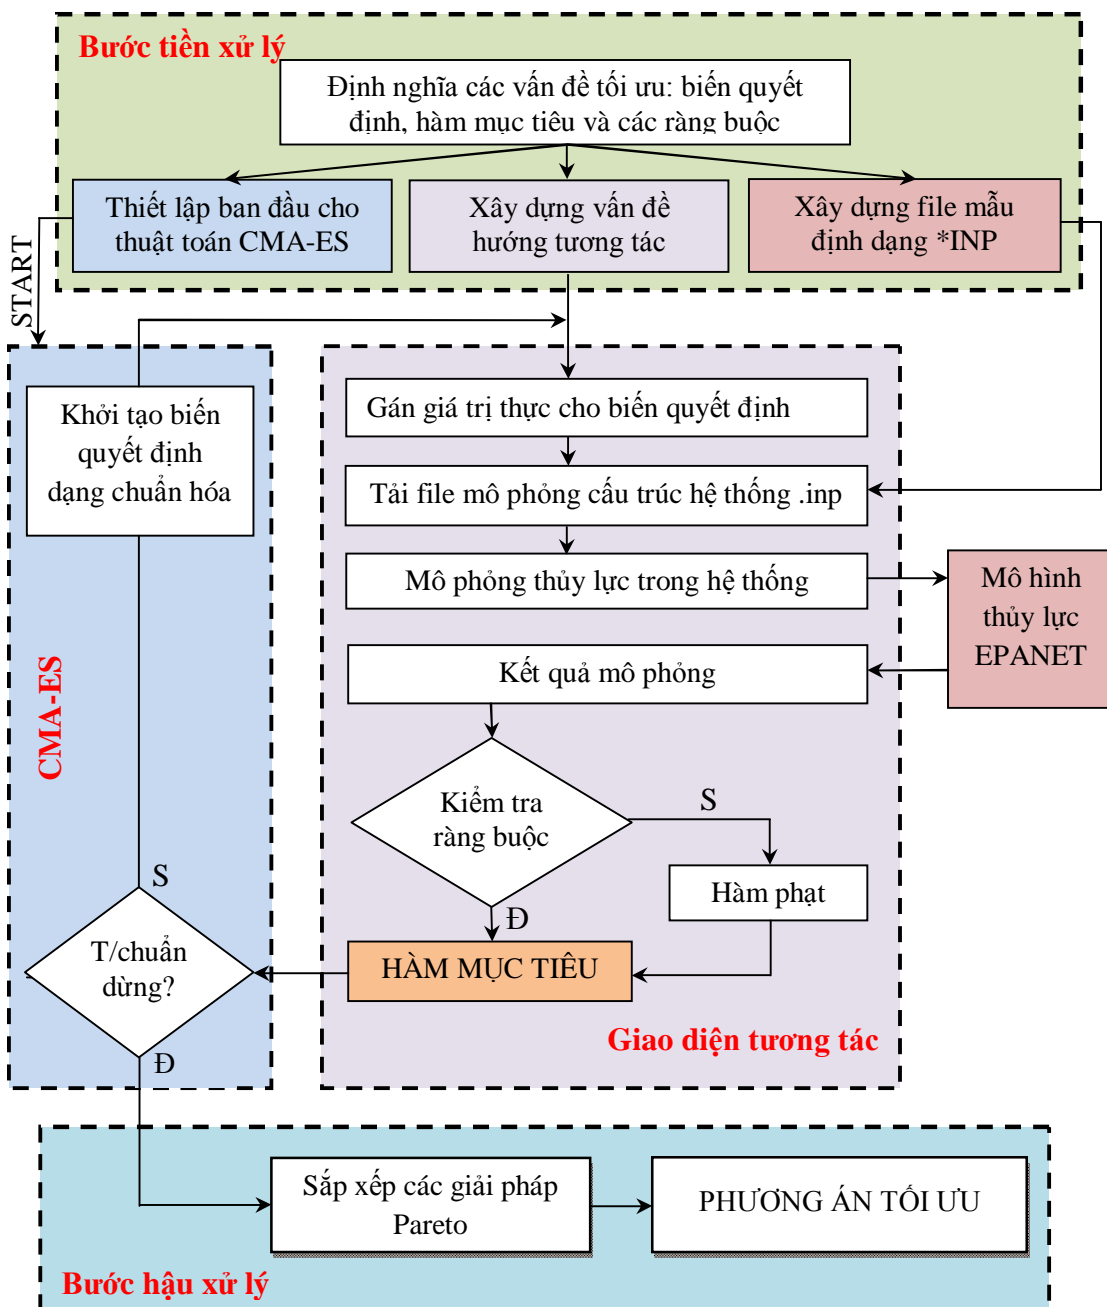 Bước tiền xử lý
Định nghĩa các vấn đề tối ưu: biến quyết
định, hàm mục tiêu và các ràng buộc
Thiết lập ban đầu cho
thuật toán CMA-ES
Xây dựng vấn đề
hướng tương tác
Xây dựng file mẫu
định dạng *INP
START
Khởi tạo biến
quyết định
dạng chuẩn hóa
Gán giá trị thực cho biến quyết định
Tải file mô phỏng cấu trúc hệ thống .inp
Mô phỏng thủy lực trong hệ thống
Mô hình
thủy lực
EPANET
Kết quả mô phỏng
CMA-ES
Kiểm tra
ràng buộc
S
Hàm phạt
Đ
S
T/chuẩn
dừng?
HÀM MỤC TIÊU
Giao diện tương tác
Đ
Sắp xếp các giải pháp
Pareto
PHƯƠNG ÁN TỐI ƯU
Bước hậu xử lý